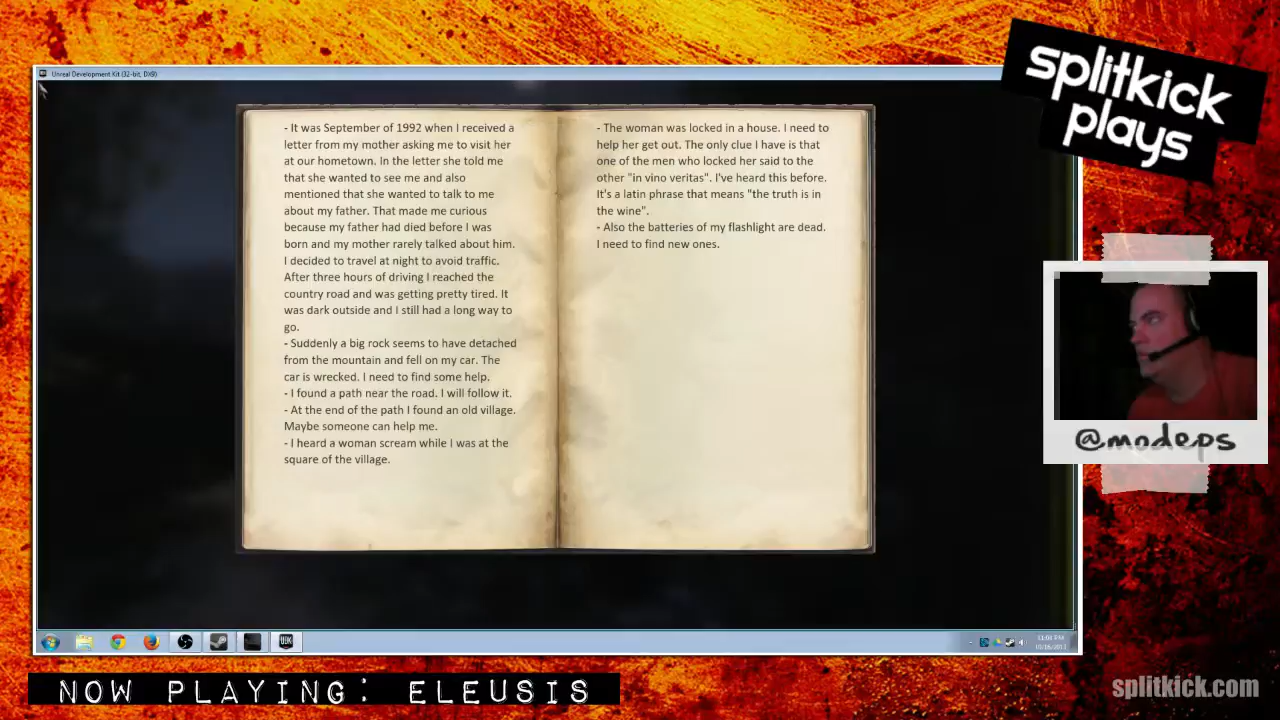 splitkick
plays
Unreal Development Kit (32-bit, DX9)
- It was September of 1992 when I received a
letter from my mother asking me to visit her
at our hometown. In the letter she told me
that she wanted to see me and also
mentioned that she wanted to talk to me
about my father. That made me curious
because my father had died before I was
born and my mother rarely talked about him.
I decided to travel at night to avoid traffic.
After three hours of driving I reached the
country road and was getting pretty tired. It
was dark outside and I still had a long way to
go.
- Suddenly a big rock seems to have detached
from the mountain and fell on my car. The
car is wrecked. I need to find some help.
- I found a path near the road. I will follow it.
- At the end of the path I found an old village.
Maybe someone can help me.
- I heard a woman scream while I was at the
square of the village.
- The woman was locked in a house. I need to
help her get out. The only clue I have is that
one of the men who locked her said to the
other "in vino veritas". I've heard this before.
It's a latin phrase that means "the truth is in
the wine".
- Also the batteries of my flashlight are dead.
I need to find new ones.
@modeps
UDK
NOW PLAYING: ELEUSIS
splitkick.com